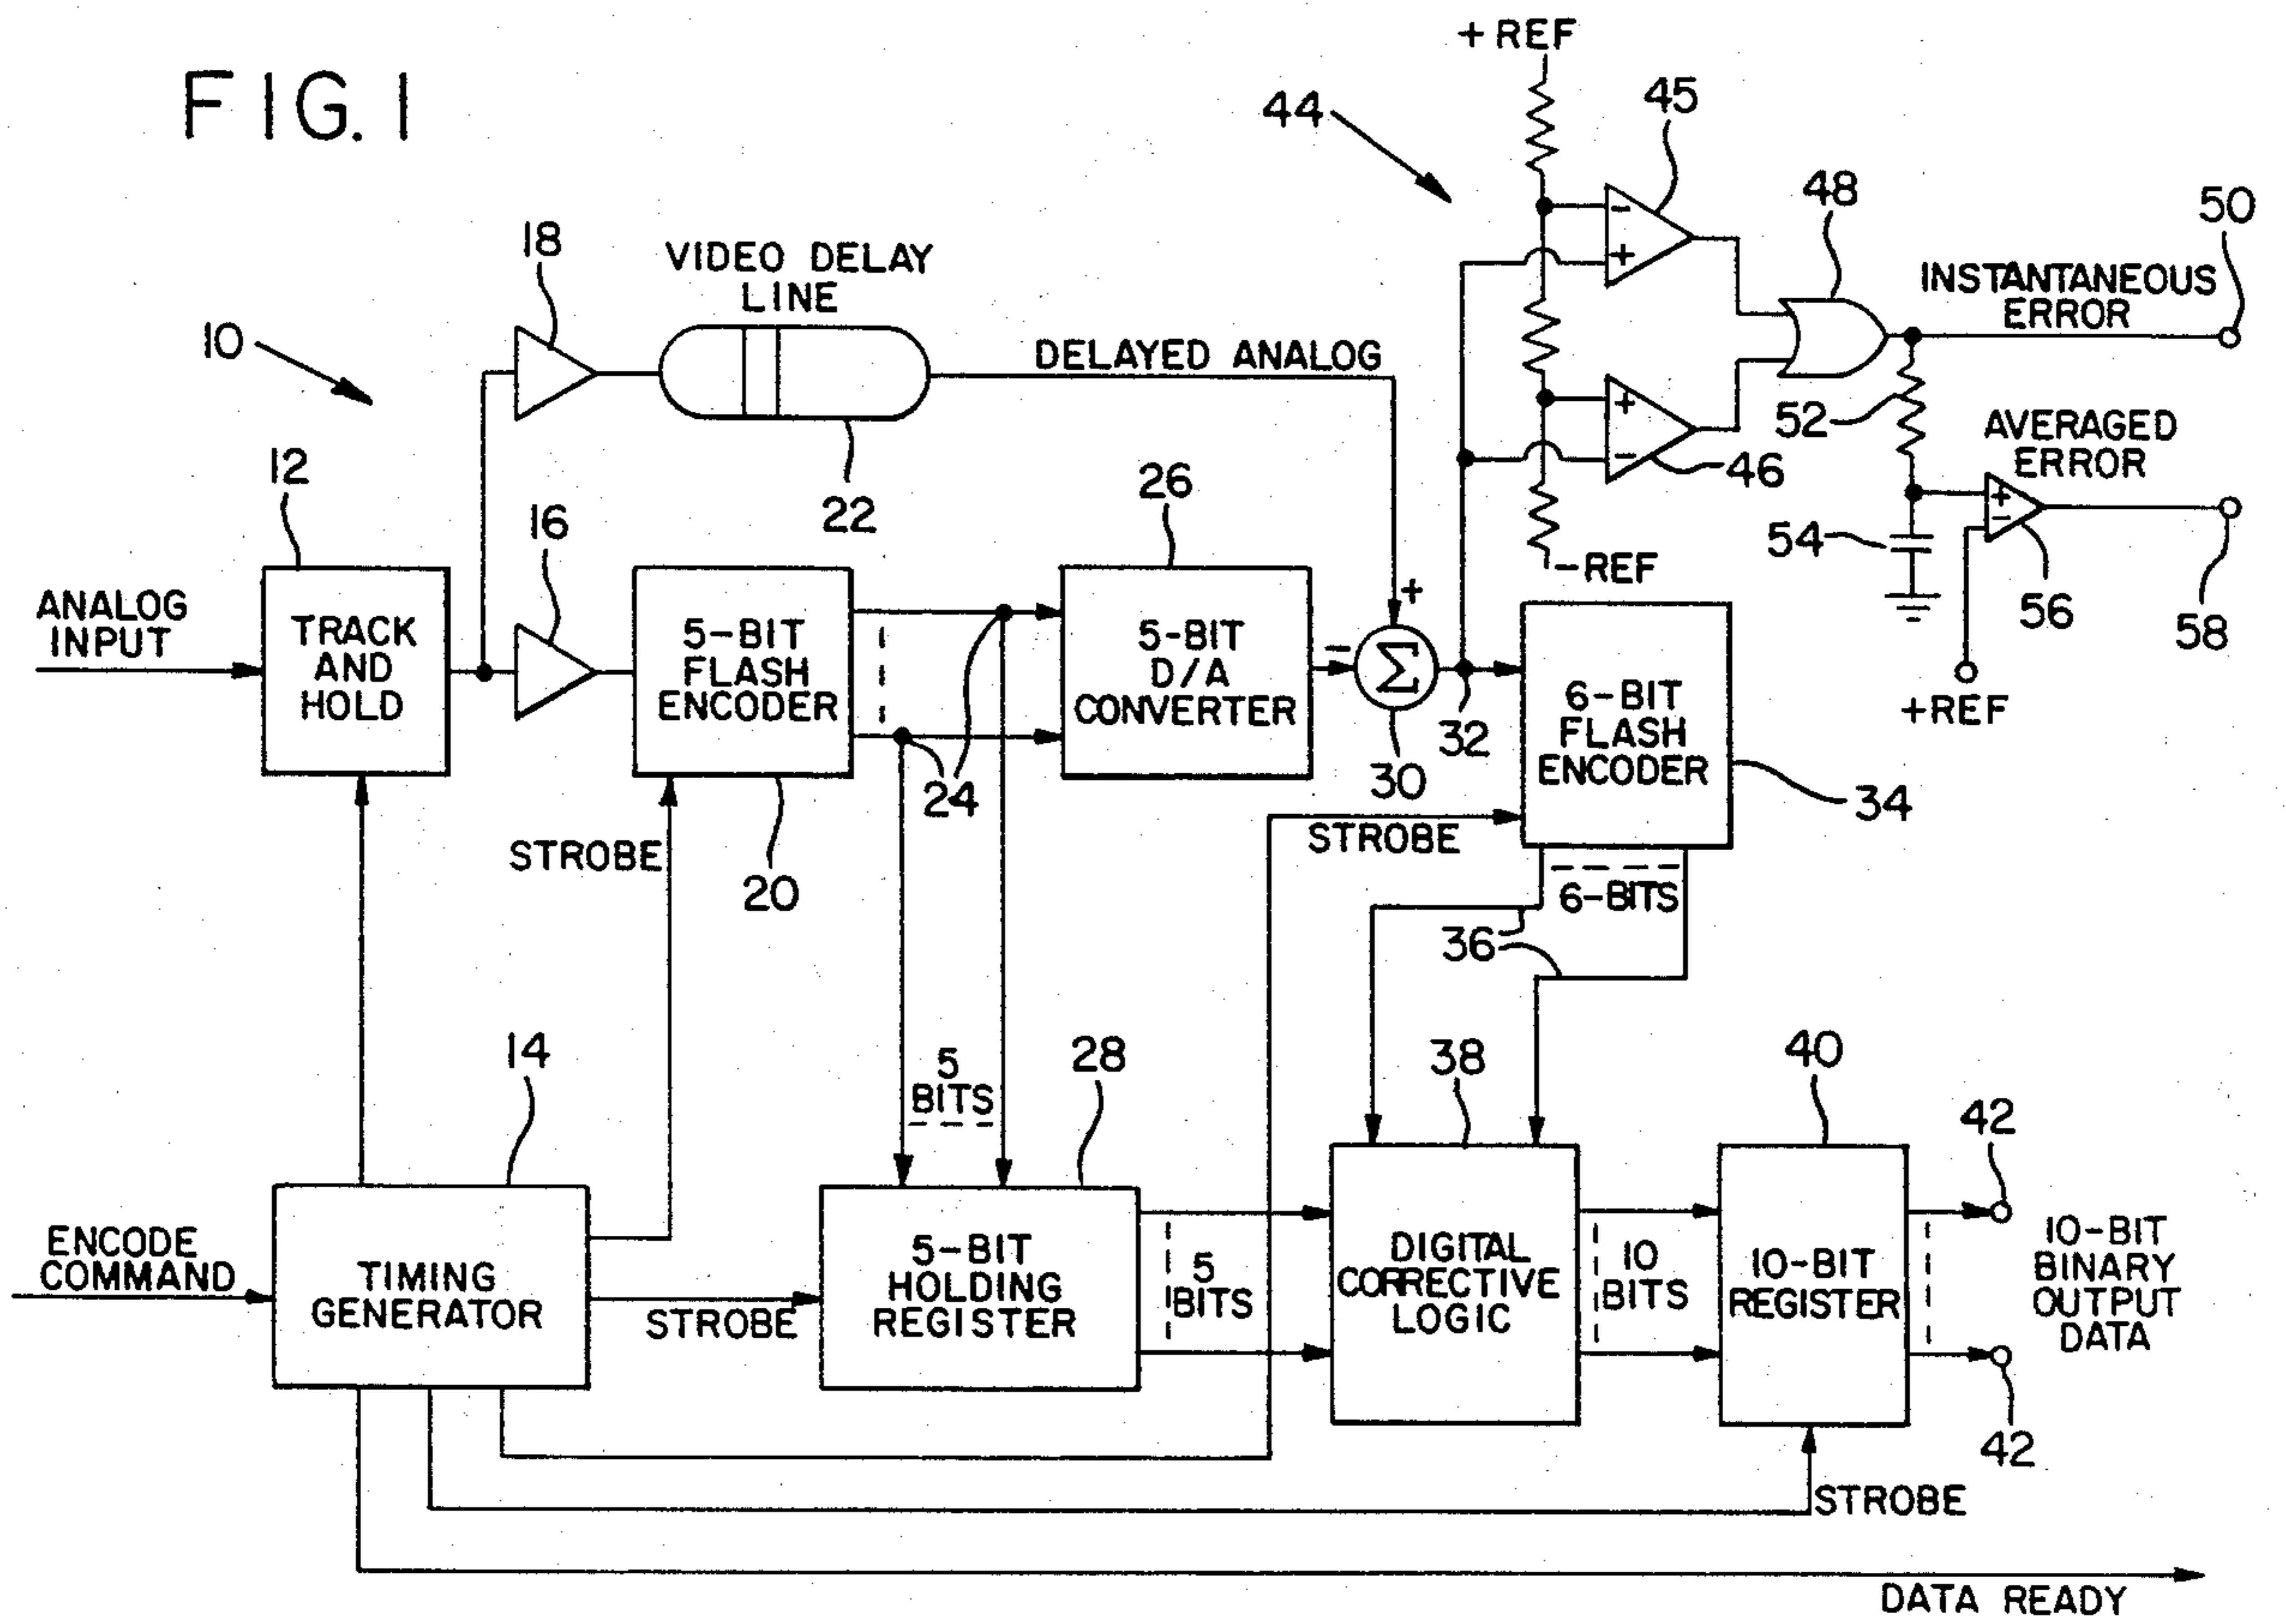 FIG. 1
+ REF
44
45
48
50
18
VIDEO DELAY
LINE
INSTANTANEOUS
ERROR
10
DELAYED ANALOG
-
+
+
-
52
AVERAGED
ERROR
12
22
26
46
16
54
+
-
56
58
-REF
+
-
ANALOG
INPUT
TRACK
AND
HOLD
5-BIT
FLASH
ENCODER
5-BIT
D/A
CONVERTER
Σ
6-BIT
FLASH
ENCODER
+REF
24
30
32
34
STROBE
20
STROBE
6-BITS
36
14
5
BITS
28
38
40
42
ENCODE
COMMAND
TIMING
GENERATOR
STROBE
5-BIT
HOLDING
REGISTER
5
BITS
DIGITAL
CORRECTIVE
LOGIC
10
BITS
10-BIT
REGISTER
10-BIT
BINARY
OUTPUT
DATA
42
STROBE
DATA READY